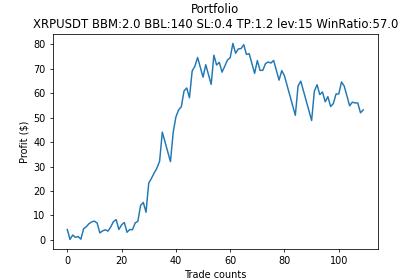 Portfolio
XRPUSDT BBM:2.0 BBL:140 SL:0.4 TP:1.2 lev:15 WinRatio:57.0
80
70
60
50
40
30
20
10
0
Profit ($)
0 20 40 60 80 100
Trade counts